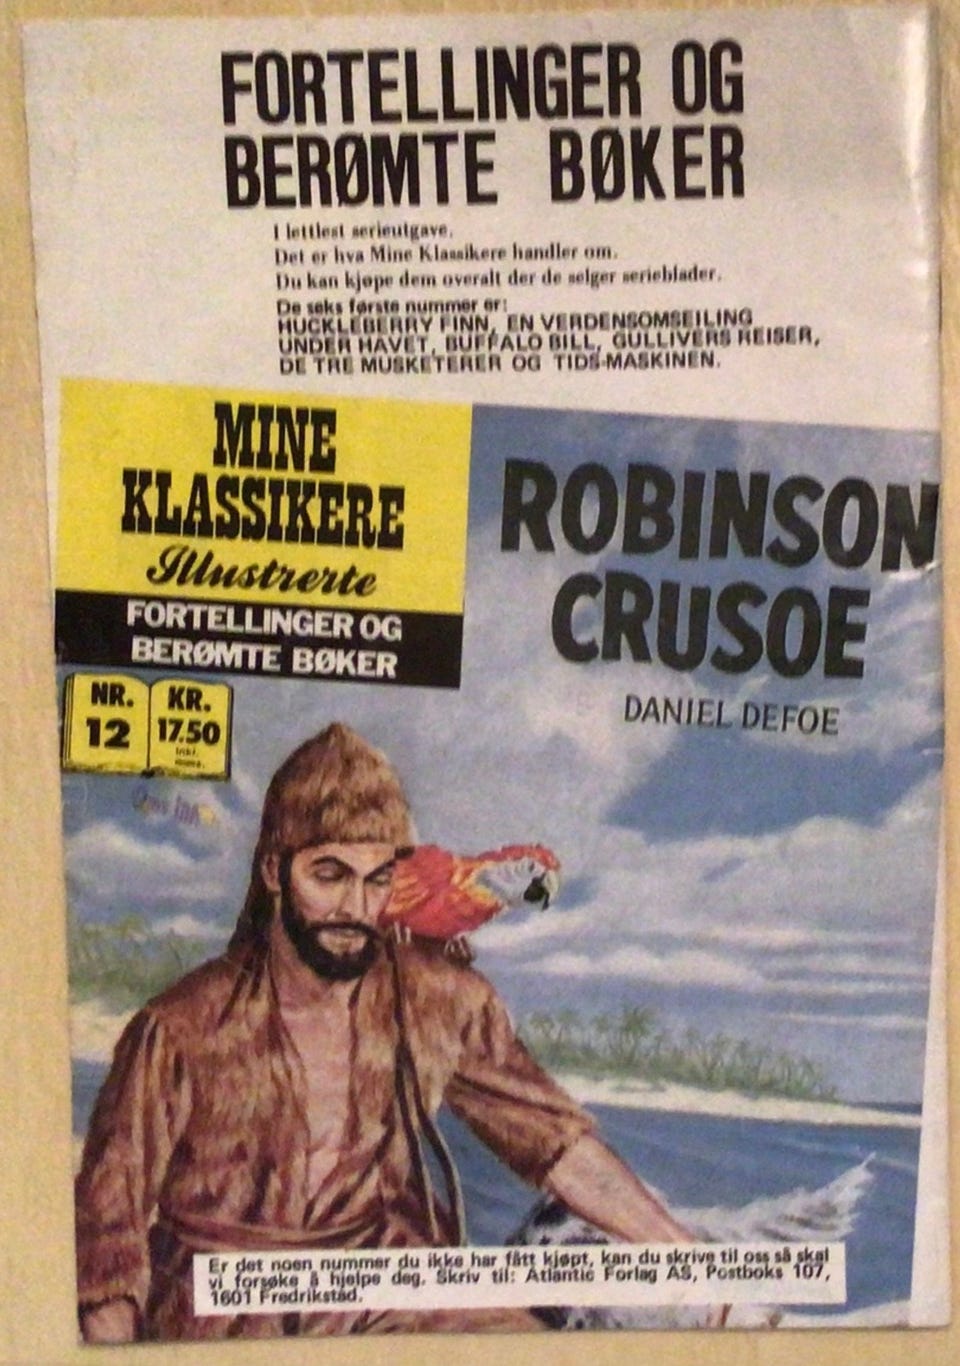 FORTELLINGER OG
BERØMTE BØKER
I lettlest serieutgave.
Det er hva Mine Klassikere handler om.
Du kan kjøpe dem overalt der de selger serieblader.
De seks første nummer er:
HUCKLEBERRY FINN, EN VERDENSOMSEILING
UNDER HAVET, BUFFALO BILL, GULLIVERS REISER,
DE TRE MUSKETERER OG TIDS-MASKINEN.
MINE
KLASSIKERE
Illustrerte
FORTELLINGER OG
BERØMTE BØKER
NR.
12
KR.
17.50
Inkl.
moms.
ROBINSON
CRUSOE
DANIEL DEFOE
Er det noen nummer du ikke har fått kjøpt, kan du skrive til oss så skal
vi forsøke å hjelpe deg. Skriv til: Atlantic Forlag AS, Postboks 107,
1601 Fredrikstad.